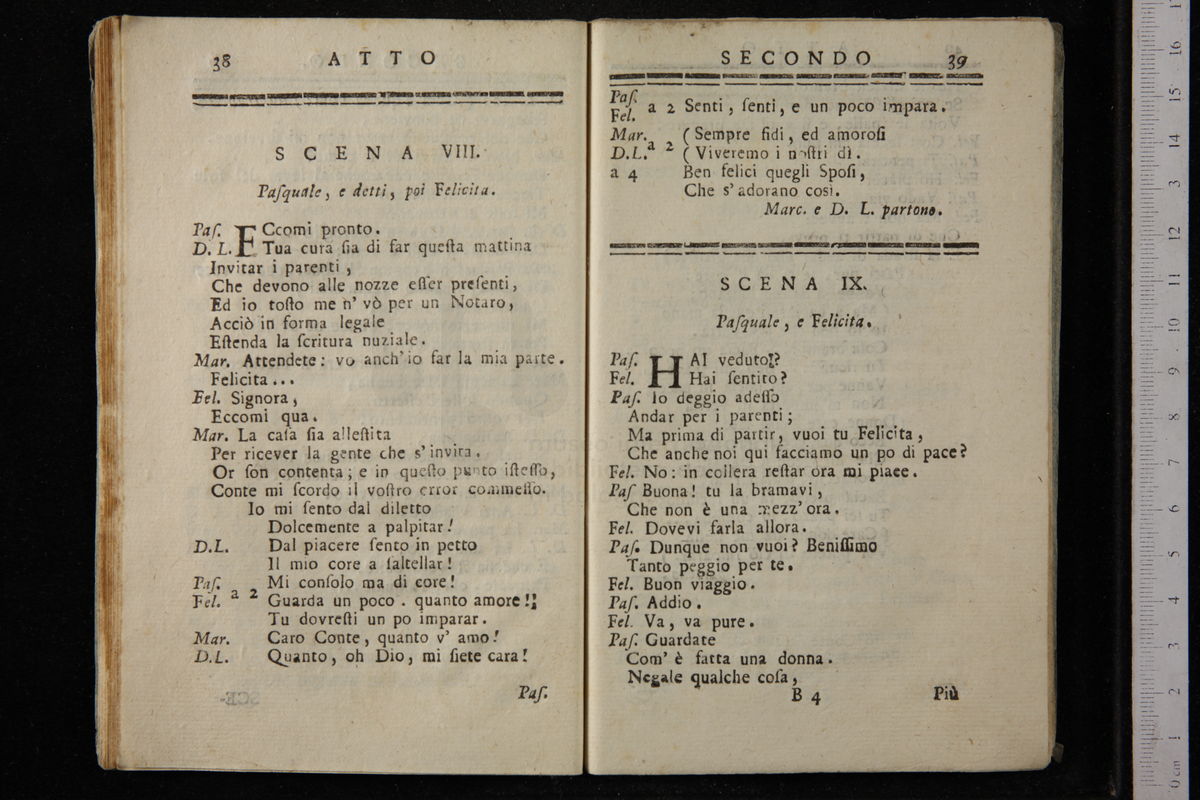 38 ATTO
SCENA VIII.
Paſquale, e detti, poi Felicita.
Paſ. ECcomi pronto.
D. L. Tua cura ſia di far queſta mattina
Invitar i parenti,
Che devono alle nozze eſſer preſenti,
Ed io toſto me n' vò per un Notaro,
Acciò in forma legale
Eſtenda la ſcritura nuziale.
Mar. Attendete: vo anch'io far la mia parte.
Felicita...
Fel. Signora,
Eccomi qua.
Mar. La caſa ſia alleſtita
Per ricever la gente che s'invita.
Or ſon contenta; e in queſto punto iſteſſo,
Conte mi ſcordo il voſtro error commeſſo.
Io mi ſento dal diletto
Dolcemente a palpitar!
D.L. Dal piacere ſento in petto
Il mio core a ſaltellar!
Paſ. Mi conſolo ma di core!
Fel. a 2 Guarda un poco . quanto amore!!
Tu dovreſti un po imparar.
Mar. Caro Conte, quanto v' amo!
D.L. Quanto, oh Dio, mi ſiete cara!
Paſ.
SECONDO 39
Paſ.
Fel. a 2 Senti, ſenti, e un poco impara.
Mar. (Sempre fidi, ed amoroſi
D.L. a 2 (Viveremo i noſtri dì.
a 4 Ben felici quegli Spoſi,
Che s'adorano così.
Marc. e D. L. partono.
SCENA IX.
Paſquale, e Felicita.
Paſ. HAI veduto!?
Fel. Hai ſentito?
Paſ. Io deggio adeſſo
Andar per i parenti;
Ma prima di partir, vuoi tu Felicita,
Che anche noi qui facciamo un po di pace?
Fel. No: in collera reſtar ora mi piace.
Paſ Buona! tu la bramavi,
Che non è una mezz'ora.
Fel. Dovevi farla allora.
Paſ. Dunque non vuoi? Beniſſimo
Tanto peggio per te.
Fel. Buon viaggio.
Paſ. Addio.
Fel. Va, va pure.
Paſ. Guardate
Com' è fatta una donna.
Negale qualche coſa,
B 4 Più